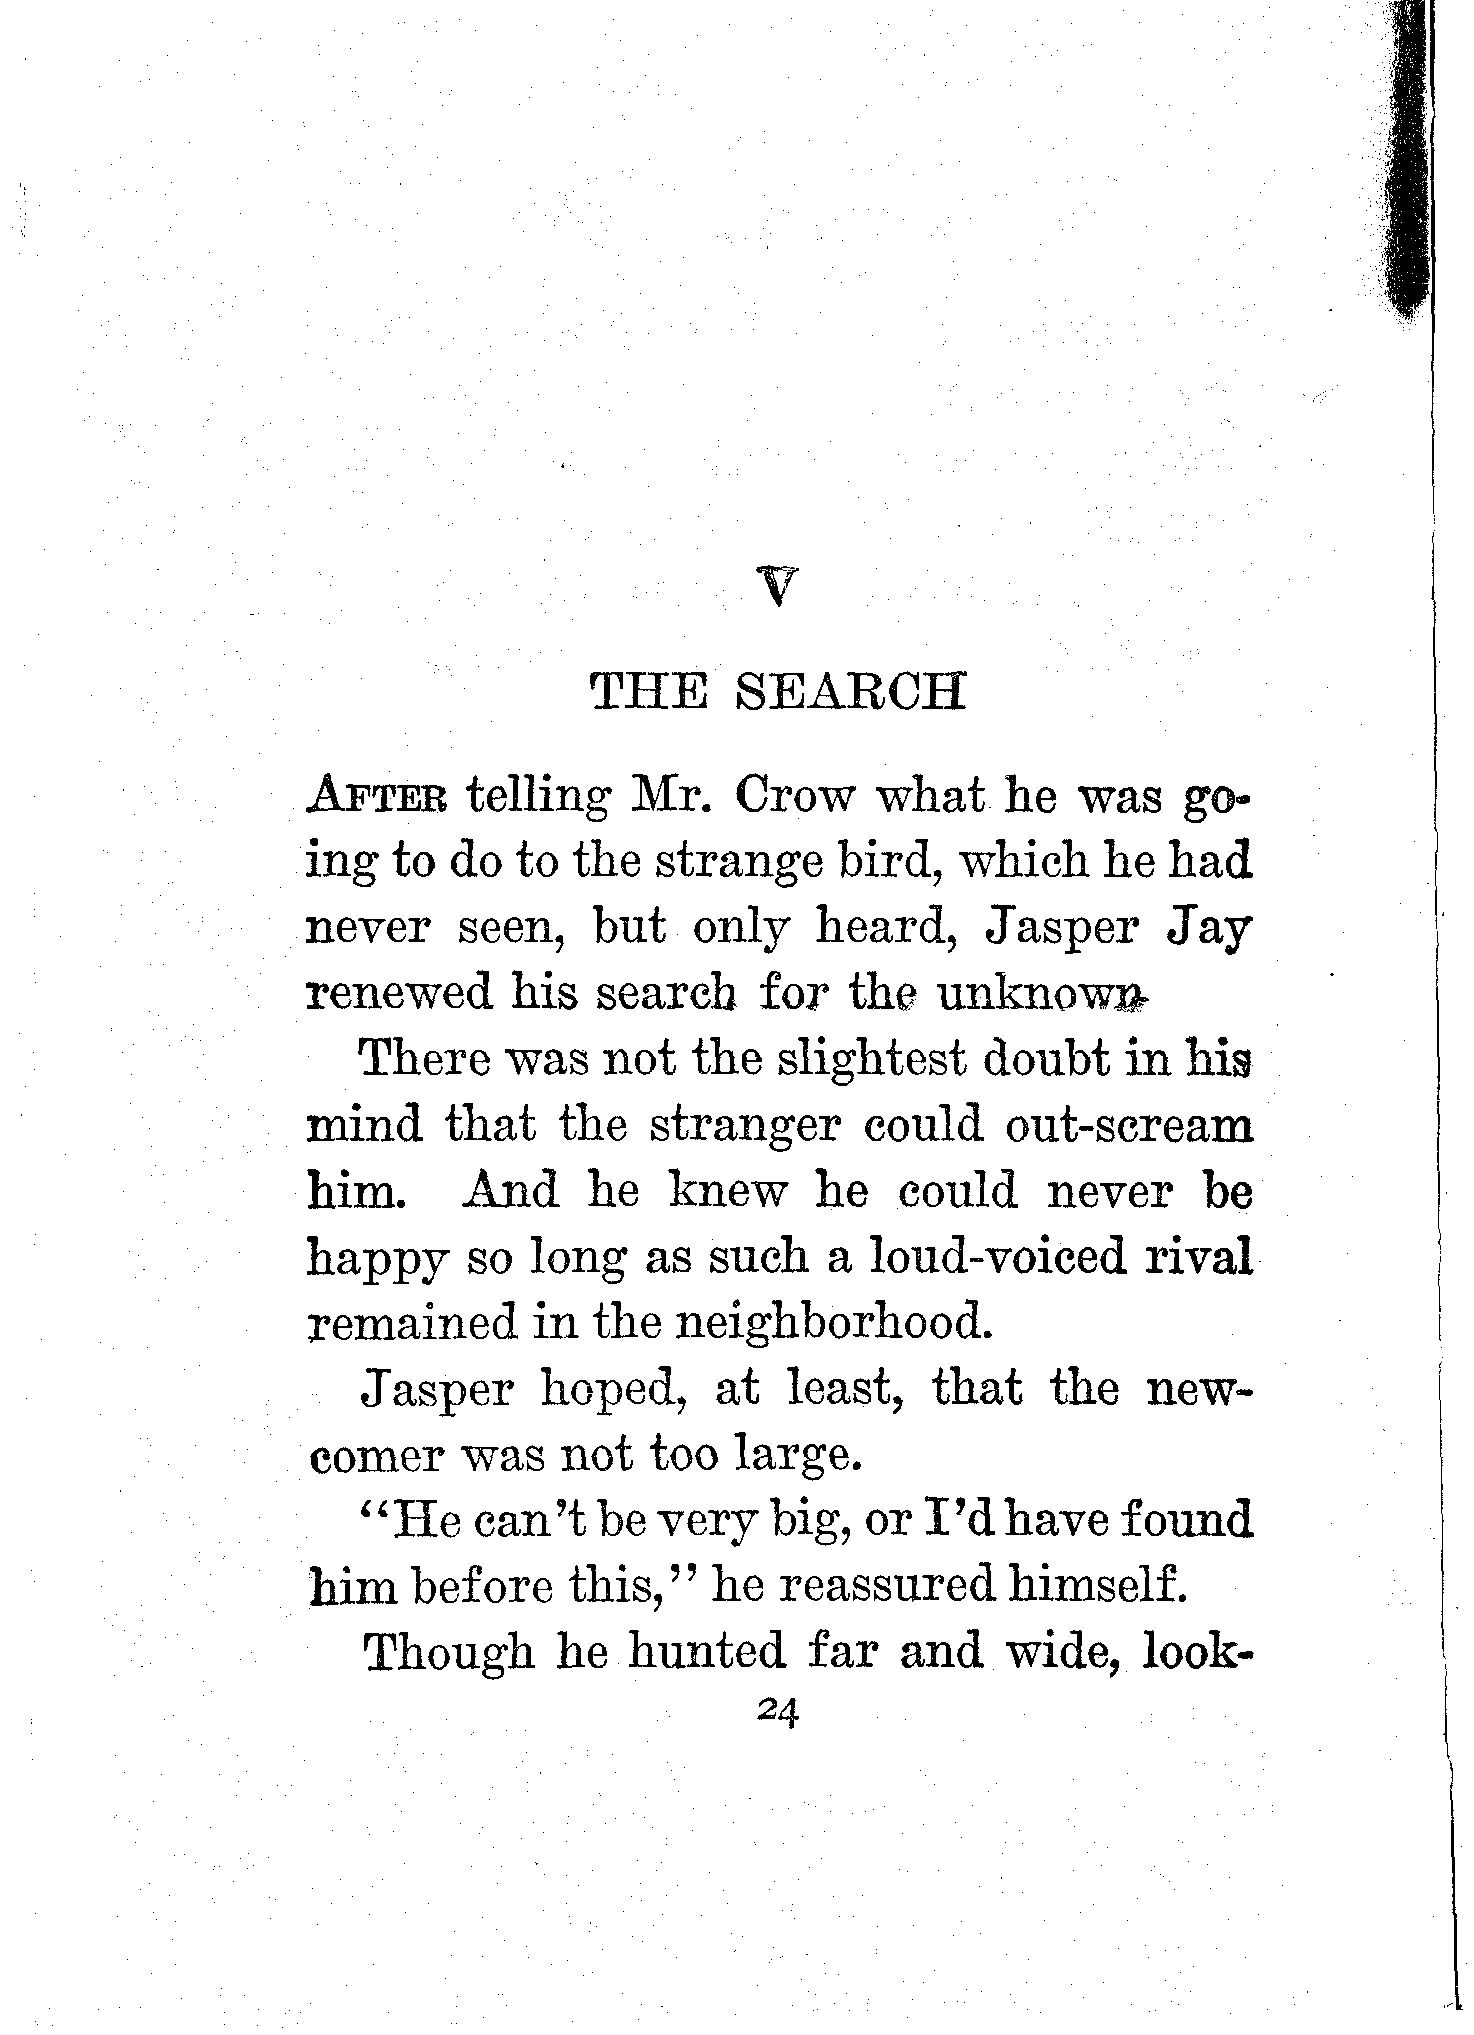 V
THE SEARCH
AFTER telling Mr. Crow what he was go-
ing to do to the strange bird, which he had
never seen, but only heard, Jasper Jay
renewed his search for the unknown
There was not the slightest doubt in his
mind that the stranger could out-scream
him. And he knew he could never be
happy so long as such a loud-voiced rival
remained in the neighborhood.
Jasper hoped, at least, that the new-
comer was not too large.
"He can't be very big, or I'd have found
him before this," he reassured himself.
Though he hunted far and wide, look-
24